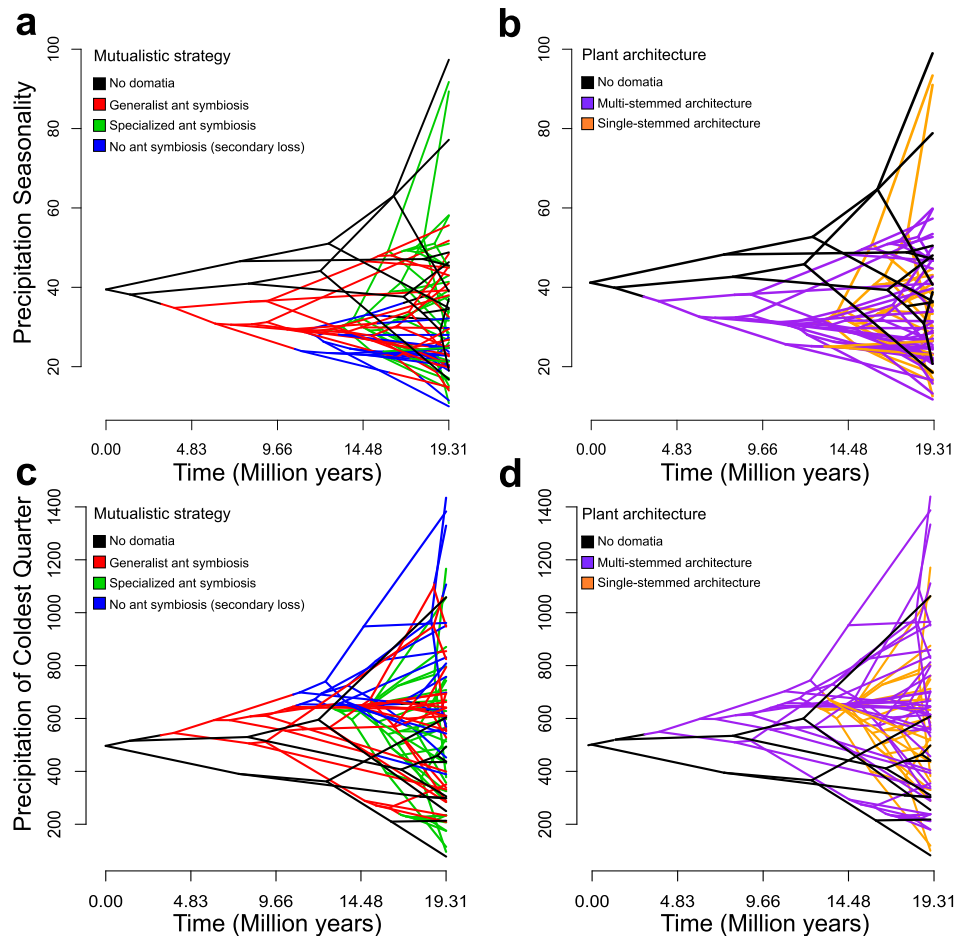 a
Mutualistic strategy
No domatia
Generalist ant symbiosis
Specialized ant symbiosis
No ant symbiosis (secondary loss)
Precipitation Seasonality
100
80
60
40
20
0.00 4.83 9.66 14.48 19.31
Time (Million years)
b
Plant architecture
No domatia
Multi-stemmed architecture
Single-stemmed architecture
100
80
60
40
20
0.00 4.83 9.66 14.48 19.31
Time (Million years)
c
Mutualistic strategy
No domatia
Generalist ant symbiosis
Specialized ant symbiosis
No ant symbiosis (secondary loss)
Precipitation of Coldest Quarter
1400
1200
1000
800
600
400
200
0.00 4.83 9.66 14.48 19.31
Time (Million years)
d
Plant architecture
No domatia
Multi-stemmed architecture
Single-stemmed architecture
1400
1200
1000
800
600
400
200
0.00 4.83 9.66 14.48 19.31
Time (Million years)